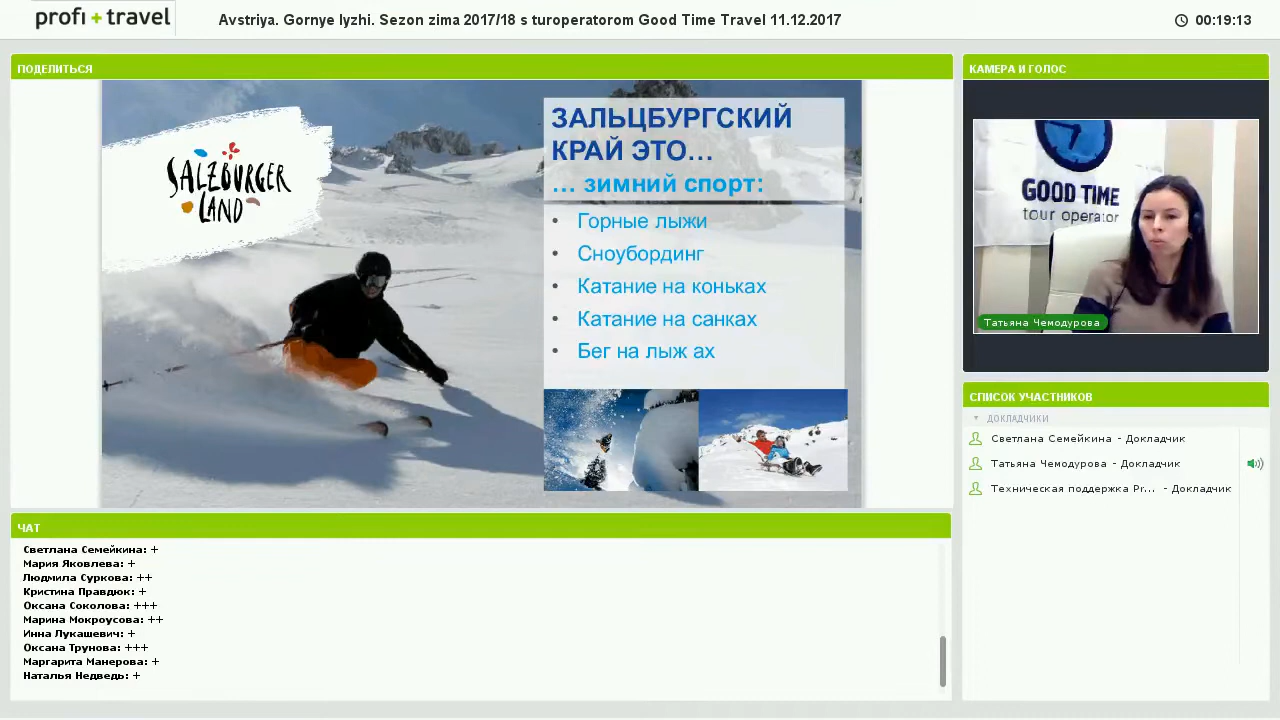 profi + travel
Avstriya. Gornye lyzhi. Sezon zima 2017/18 s turoperatorom Good Time Travel 11.12.2017
00:19:13
ПОДЕЛИТЬСЯ
SALZBURGER
LAND
ЗАЛЬЦБУРГСКИЙ
КРАЙ ЭТО...
... зимний спорт:
• Горные лыжи
• Сноубординг
• Катание на коньках
• Катание на санках
• Бег на лыж ах
КАМЕРА И ГОЛОС
GOOD TIME
tour operator
Татьяна Чемодурова
СПИСОК УЧАСТНИКОВ
ДОКЛАДЧИКИ
Светлана Семейкина - Докладчик
Татьяна Чемодурова - Докладчик
Техническая поддержка Pr... - Докладчик
ЧАТ
Светлана Семейкина: +
Мария Яковлева: +
Людмила Суркова: ++
Кристина Правдюк: +
Оксана Соколова: +++
Марина Мокроусова: ++
Инна Лукашевич: +
Оксана Трунова: +++
Маргарита Манерова: +
Наталья Недведь: +